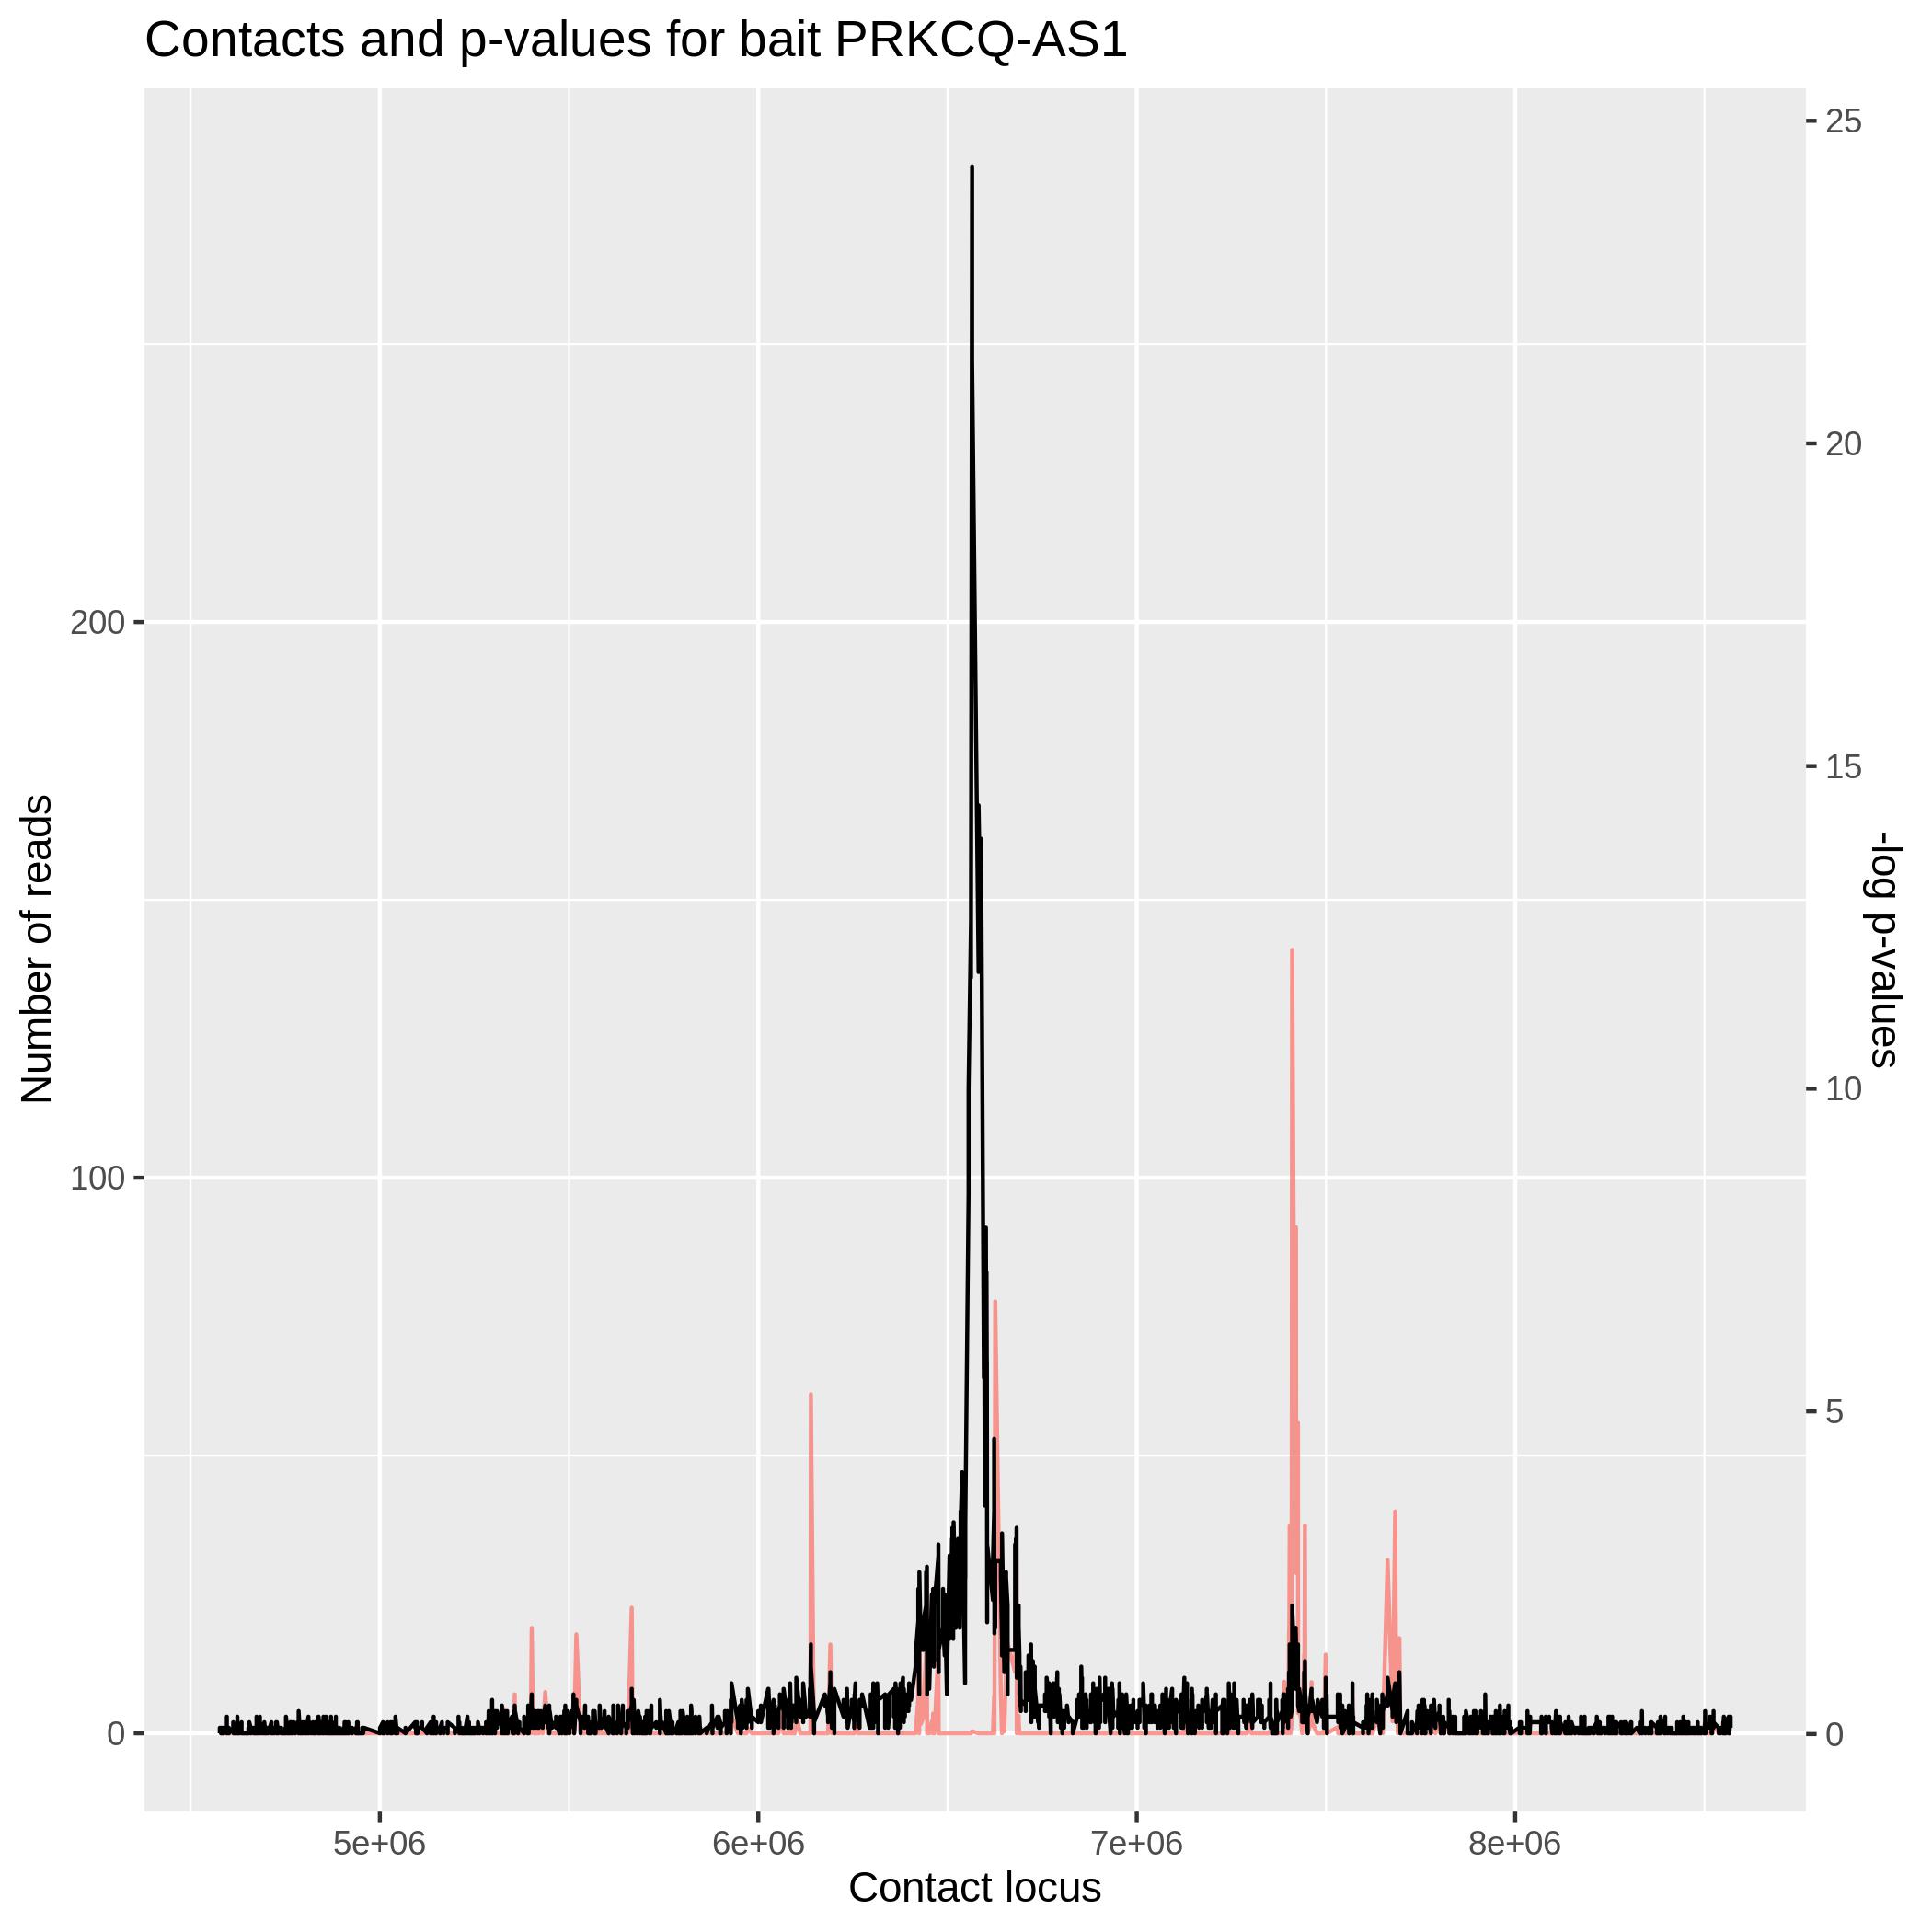 Contacts and p-values for bait PRKCQ-AS1
25
20
200
15
Number of reads
-log p-values
10
100
5
0
0
5e+06
6e+06
7e+06
8e+06
Contact locus